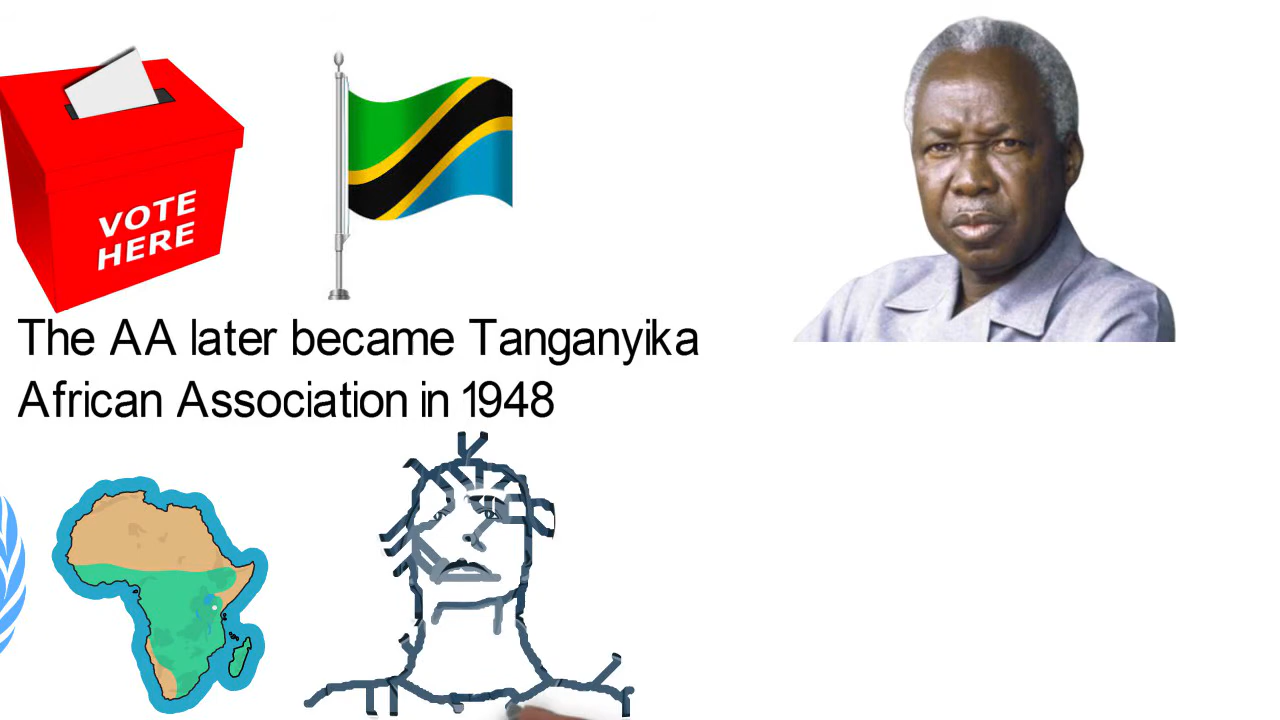 VOTE
HERE
The AA later became Tanganyika
African Association in 1948